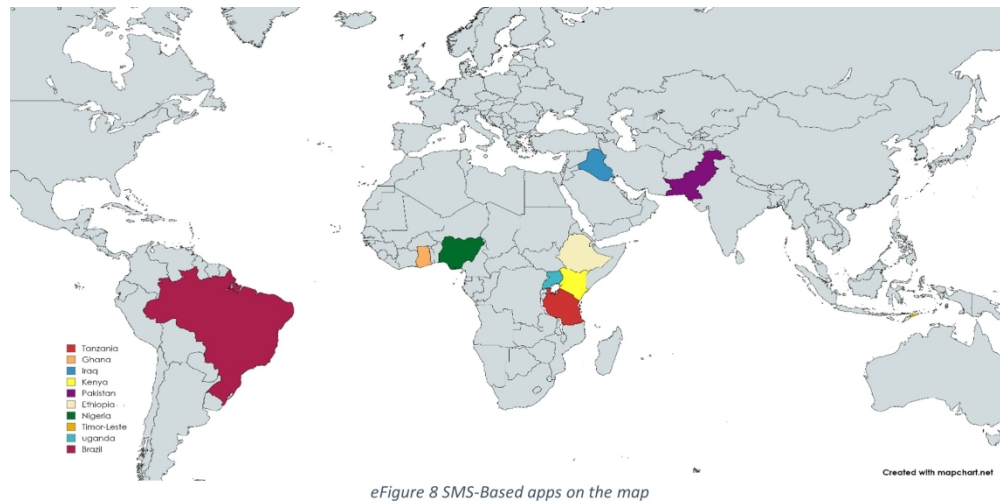 Tanzania
Ghana
Iraq
Kenya
Pakistan
Ethiopia
Nigeria
Timor-Leste
uganda
Brazil
Created with mapchart.net
eFigure 8 SMS-Based apps on the map